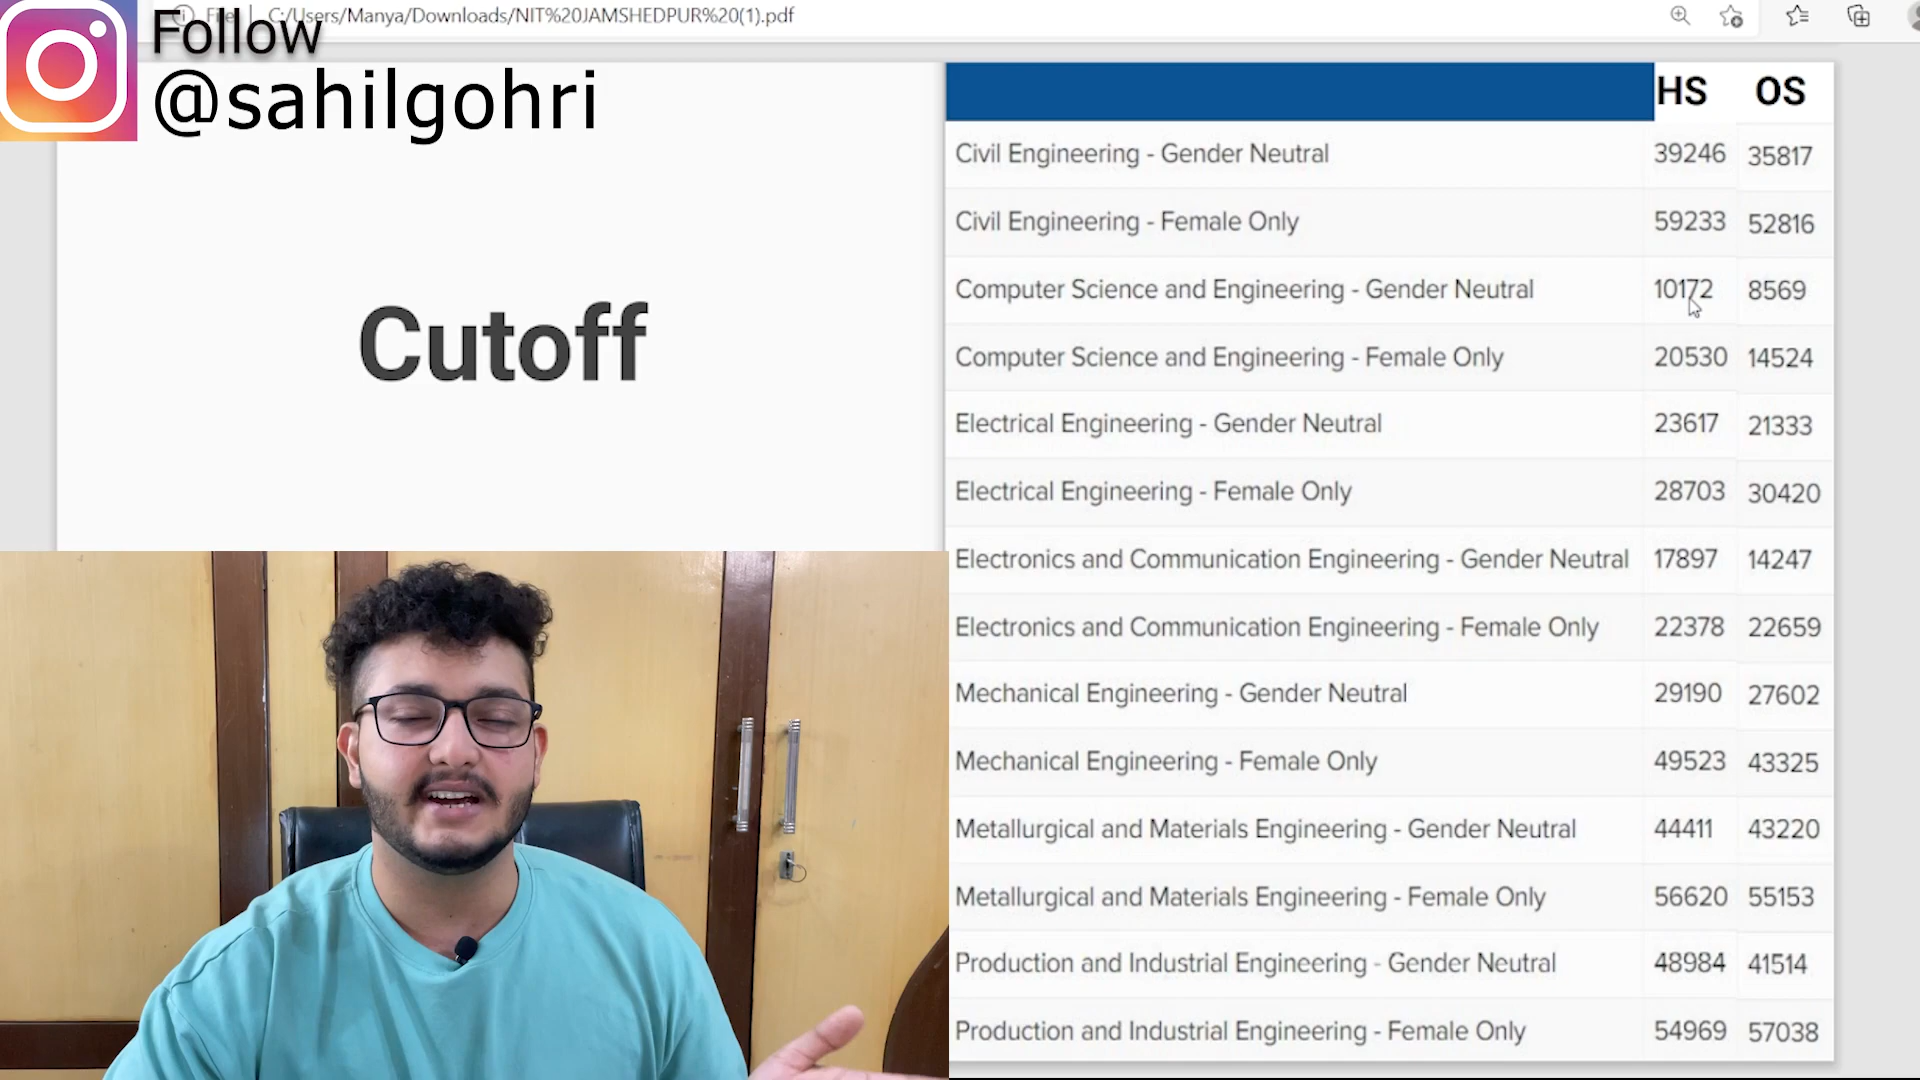 File | C:/Users/Manya/Downloads/NIT%20JAMSHEDPUR%20(1).pdf
Follow
@sahilgohri
Cutoff
HS OS
Civil Engineering - Gender Neutral 39246 35817
Civil Engineering - Female Only 59233 52816
Computer Science and Engineering - Gender Neutral 10172 8569
Computer Science and Engineering - Female Only 20530 14524
Electrical Engineering - Gender Neutral 23617 21333
Electrical Engineering - Female Only 28703 30420
Electronics and Communication Engineering - Gender Neutral 17897 14247
Electronics and Communication Engineering - Female Only 22378 22659
Mechanical Engineering - Gender Neutral 29190 27602
Mechanical Engineering - Female Only 49523 43325
Metallurgical and Materials Engineering - Gender Neutral 44411 43220
Metallurgical and Materials Engineering - Female Only 56620 55153
Production and Industrial Engineering - Gender Neutral 48984 41514
Production and Industrial Engineering - Female Only 54969 57038